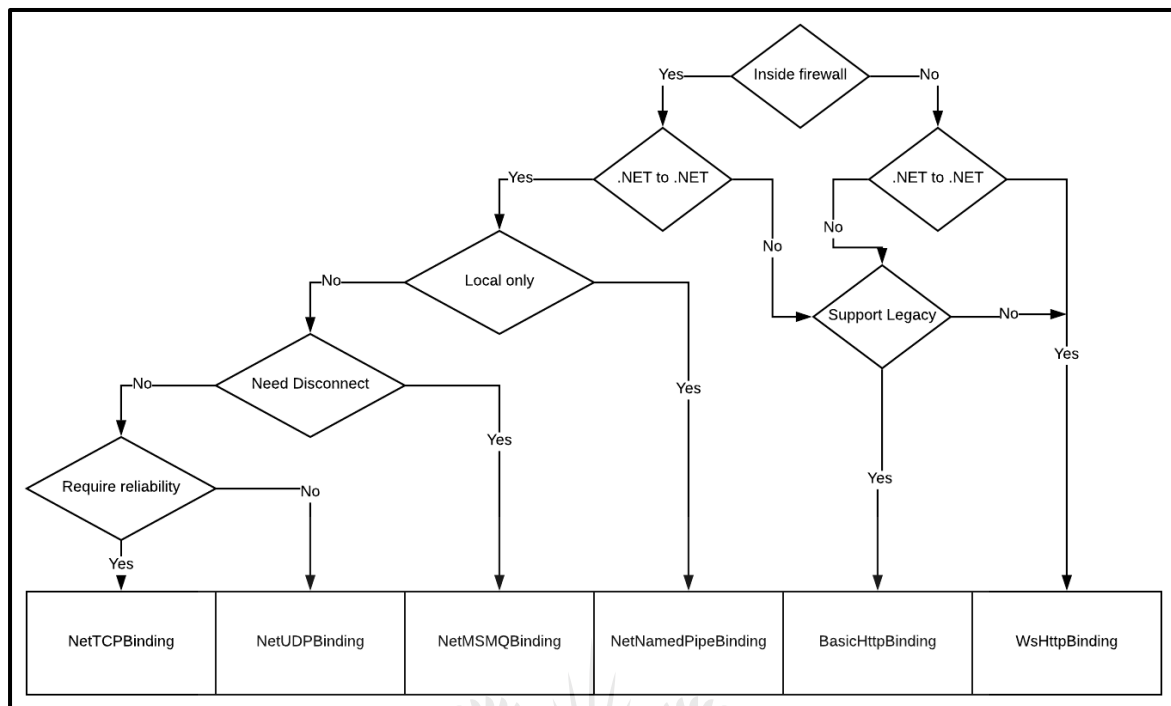 Inside firewall
Yes
No
.NET to .NET
.NET to .NET
Yes
No
No
Local only
No
Support Legacy
No
Yes
Need Disconnect
No
Yes
Yes
Require reliability
No
Yes
Yes
NetTCPBinding
NetUDPBinding
NetMSMQBinding
NetNamedPipeBinding
BasicHttpBinding
WsHttpBinding